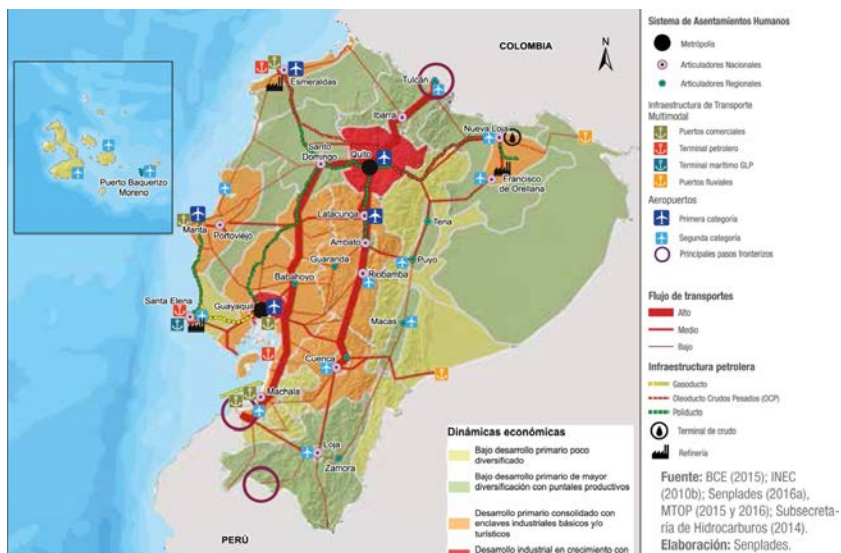 COLOMBIA
N
Esmeraldas
Tulcán
Ibarra
Nueva Loja
Santo
Domingo
Quito
Francisco
de Orellana
Puerto Baquerizo
Moreno
Latacunga
Tena
Manta
Portoviejo
Ambato
Puyo
Guaranda
Riobamba
Babahoyo
Santa Elena
Guayaquil
Macas
Cuenca
Machala
Loja
Zamora
PERÚ
Dinámicas económicas
Bajo desarrollo primario poco
diversificado
Bajo desarrollo primario de mayor
diversificación con puntales productivos
Desarrollo primario consolidado con
enclaves industriales básicos y/o
turísticos
Desarrollo industrial en crecimiento con
Sistema de Asentamientos Humanos
Metrópolis
Articuladores Nacionales
Articuladores Regionales
Infraestructura de Transporte
Multimodal
Puertos comerciales
Terminal petrolero
Terminal marítimo GLP
Puertos fluviales
Aeropuertos
Primera categoría
Segunda categoría
Principales pasos fronterizos
Flujo de transportes
Alto
Medio
Bajo
Infraestructura petrolera
Gasoducto
Oleoducto Crudos Pesados (OCP)
Poliducto
Terminal de crudo
Refinería
Fuente: BCE (2015); INEC
(2010b); Senplades (2016a),
MTOP (2015 y 2016); Subsecreta-
ría de Hidrocarburos (2014).
Elaboración: Senplades.